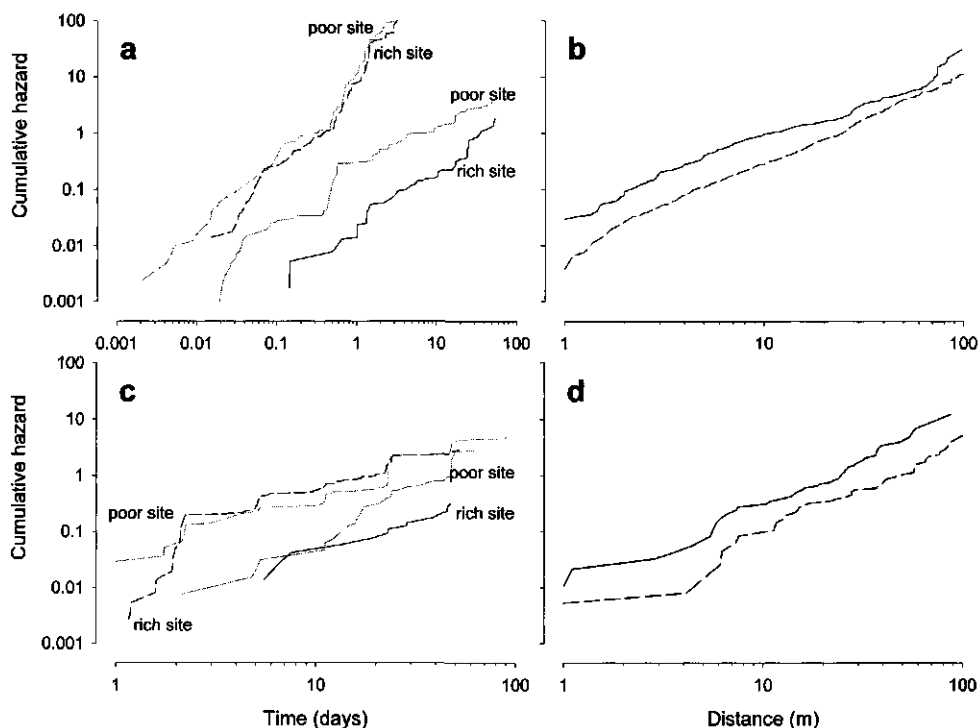 100
10
1
0.1
0.01
0.001
Cumulative hazard
a
poor site
rich site
poor site
rich site
0.001 0.01 0.1 1 10 100
b
1 10 100
100
10
1
0.1
0.01
0.001
Cumulative hazard
c
poor site
poor site
rich site
rich site
1 10 100
Time (days)
d
1 10 100
Distance (m)